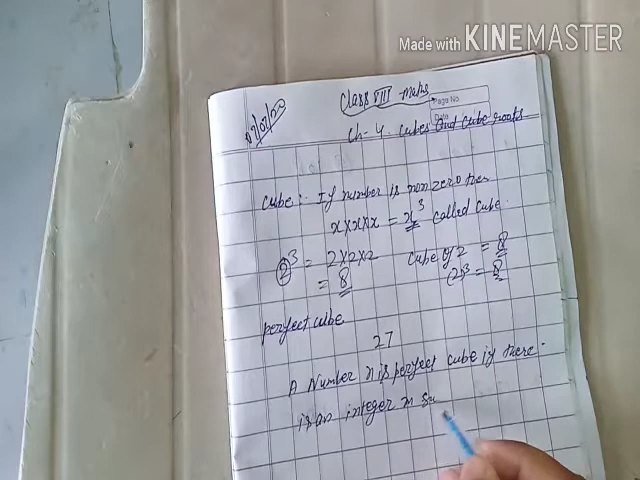 Made with KINEMASTER
Class VIII Maths
Page No
Date
Ch-4 cubes and cube roots
cube :- If number is non zero then
x×x×x = x³ called cube.
2³ = 2×2×2 cube of 2 = 8
= 8 (2)³ = 8
perfect cube
27
A Number n is perfect cube if there
is an integer m su